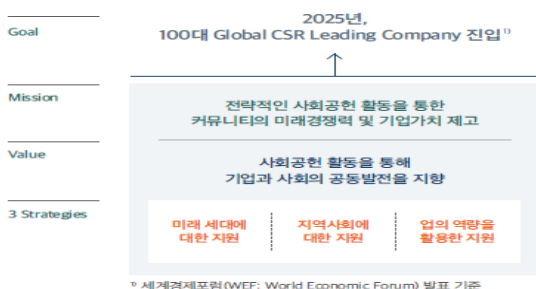 Goal
2025년,
100대 Global CSR Leading Company 진입¹⁾
Mission
전략적인 사회공헌 활동을 통한
커뮤니티의 미래경쟁력 및 기업가치 제고
Value
사회공헌 활동을 통해
기업과 사회의 공동발전을 지향
3 Strategies
미래 세대에
대한 지원
지역사회에
대한 지원
업의 역량을
활용한 지원
¹⁾ 세계경제포럼(WEF: World Economic Forum) 발표 기준